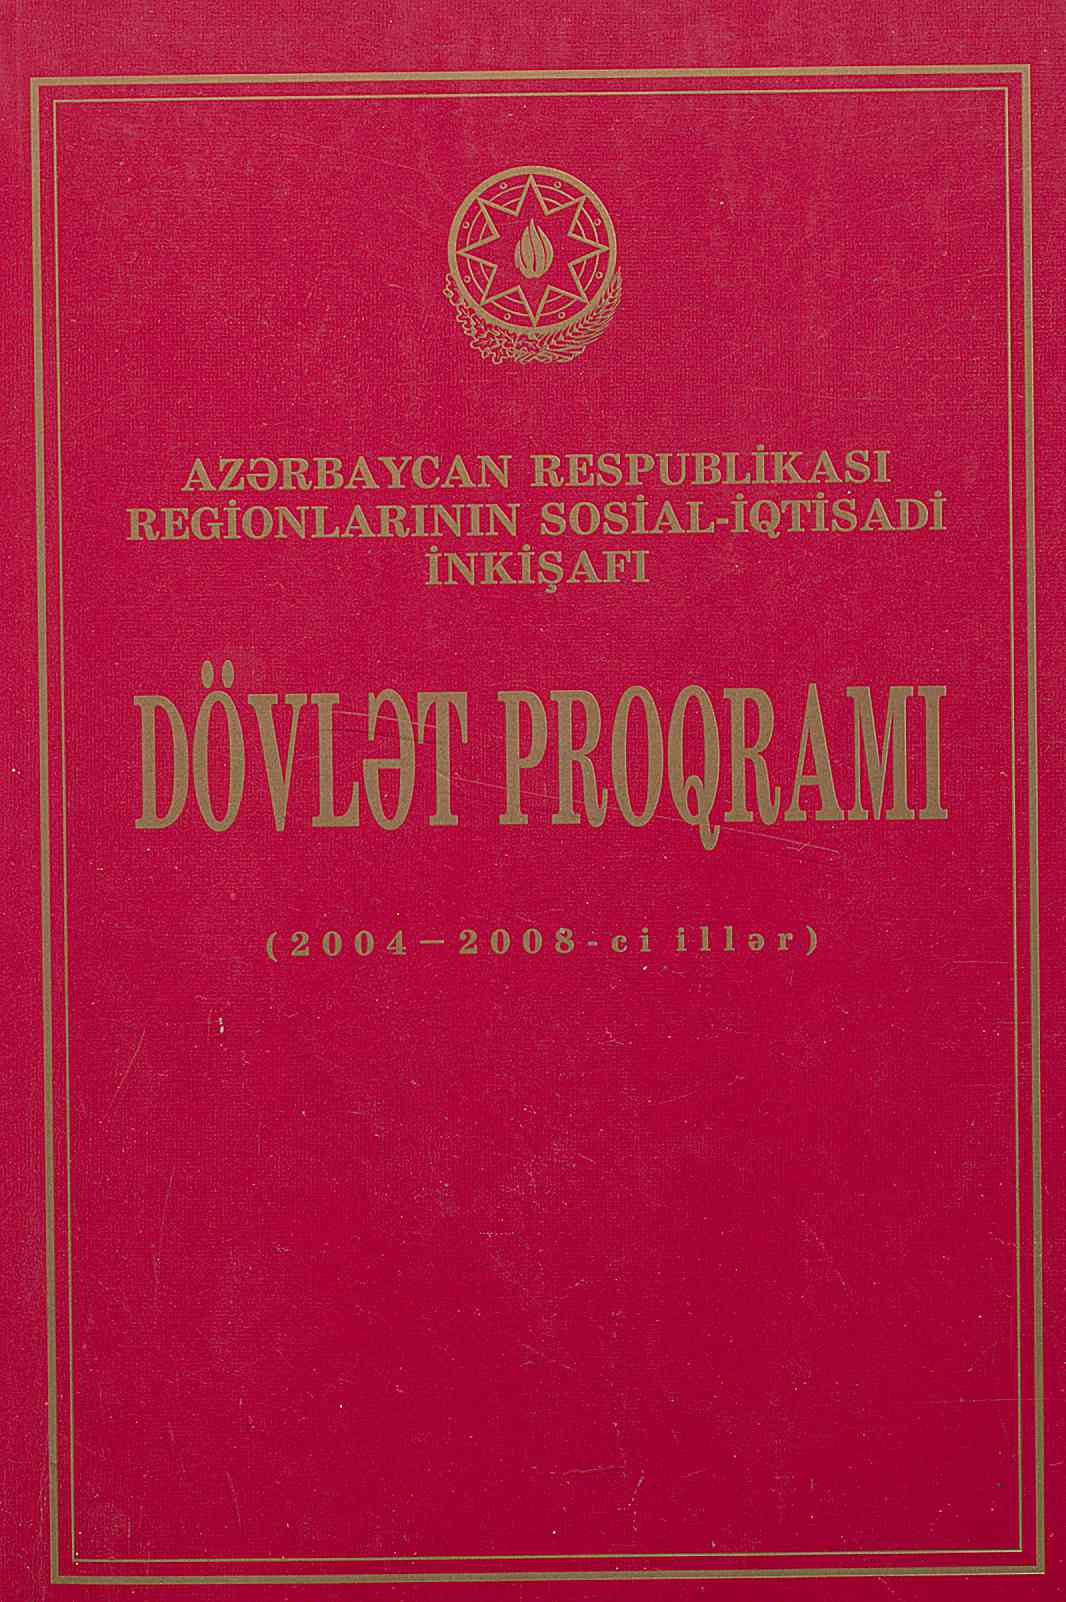 AZƏRBAYCAN RESPUBLİKASI
REGİONLARININ SOSİAL-İQTİSADİ
İNKİŞAFI
DÖVLƏT PROQRAMI
(2004–2008-ci illər)